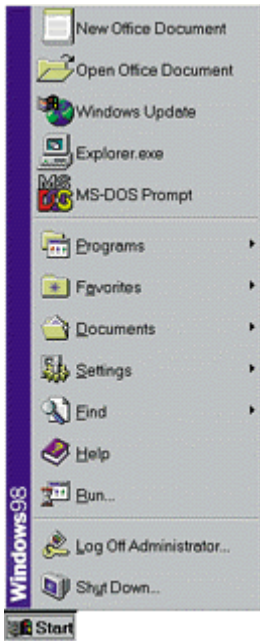 New Office Document
Open Office Document
Windows Update
Explorer.exe
MS-DOS Prompt
Programs
Favorites
Documents
Settings
Find
Help
Run...
Log Off Administrator...
Shut Down...
Windows98
Start